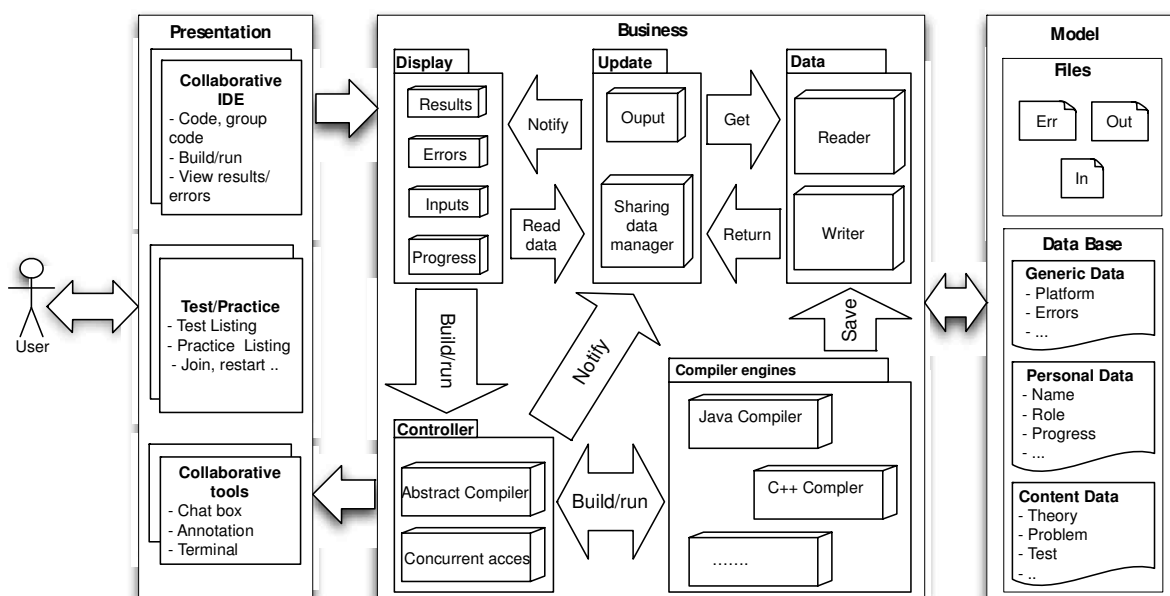 Presentation
Collaborative
IDE
- Code, group
code
- Build/run
- View results/
errors
Test/Practice
- Test Listing
- Practice Listing
- Join, restart ..
Collaborative
tools
- Chat box
- Annotation
- Terminal
User
Business
Display
Results
Errors
Inputs
Progress
Notify
Read
data
Update
Ouput
Sharing
data
manager
Get
Return
Data
Reader
Writer
Build/run
Notify
Save
Controller
Abstract Compiler
Concurrent acces
Build/run
Compiler engines
Java Compiler
C++ Compler
.......
Model
Files
Err
Out
In
Data Base
Generic Data
- Platform
- Errors
- ...
Personal Data
- Name
- Role
- Progress
- ...
Content Data
- Theory
- Problem
- Test
- ..